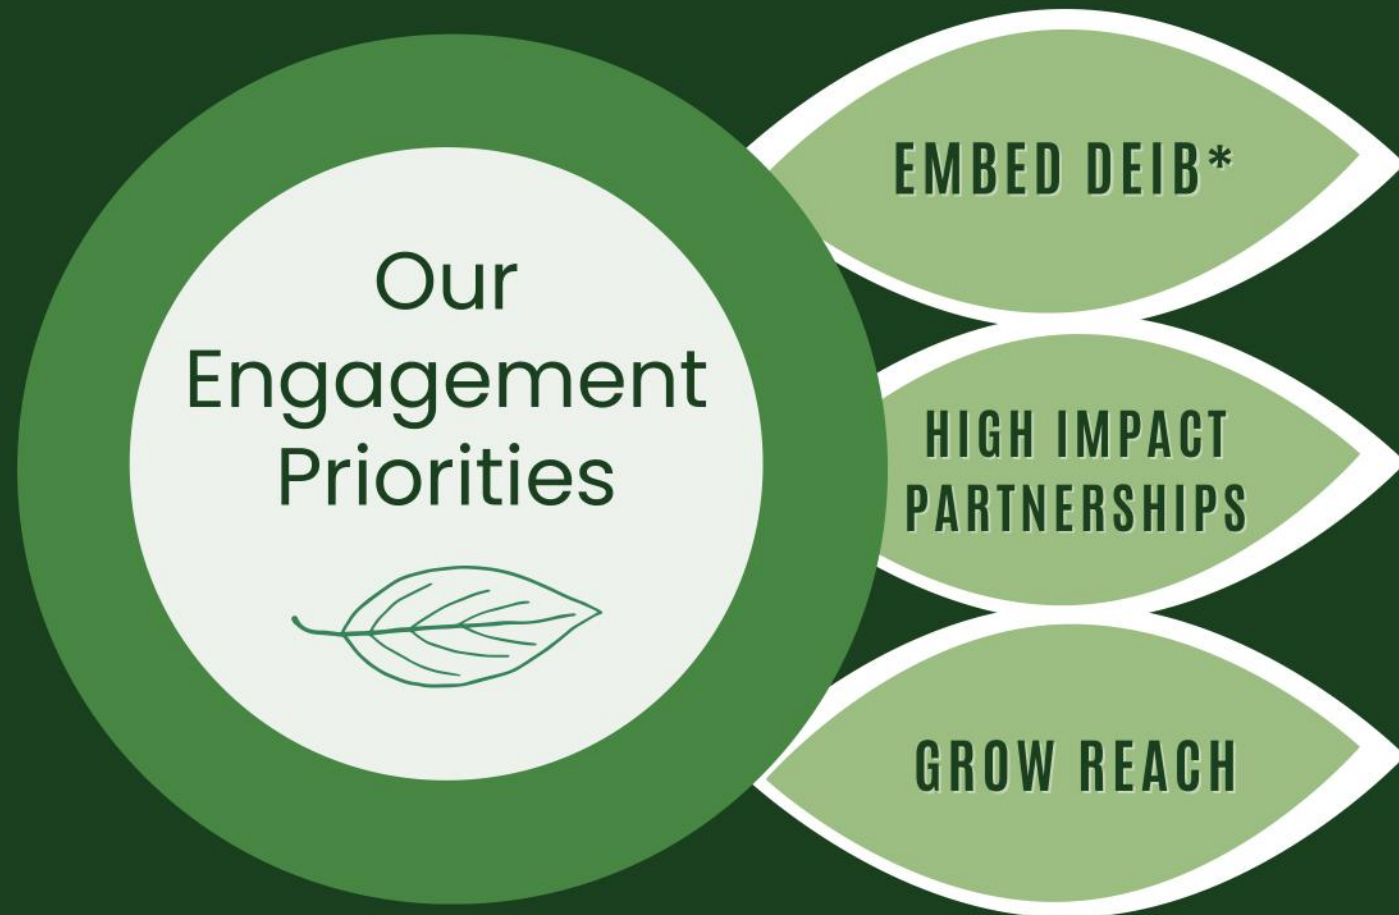 Our
Engagement
Priorities
EMBED DEIB*
HIGH IMPACT
PARTNERSHIPS
GROW REACH